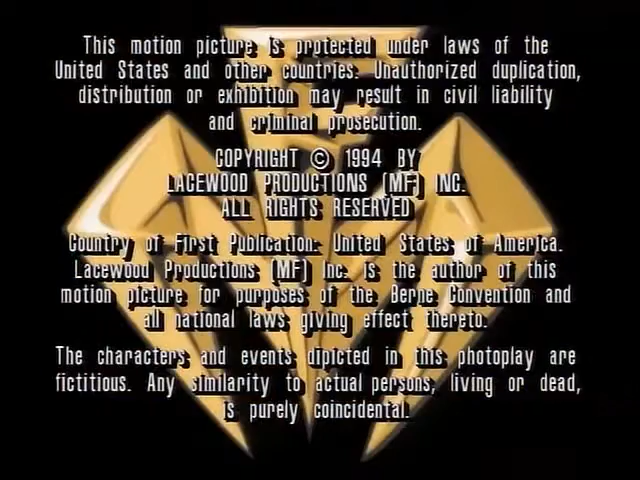 This motion picture is protected under laws of the
United States and other countries. Unauthorized duplication,
distribution or exhibition may result in civil liability
and criminal prosecution.
COPYRIGHT © 1994 BY
LACEWOOD PRODUCTIONS (MF) INC.
ALL RIGHTS RESERVED
Country of First Publication: United States of America.
Lacewood Productions (MF) Inc. is the author of this
motion picture for purposes of the Berne Convention and
all national laws giving effect thereto.
The characters and events dipicted in this photoplay are
fictitious. Any similarity to actual persons, living or dead,
is purely coincidental.